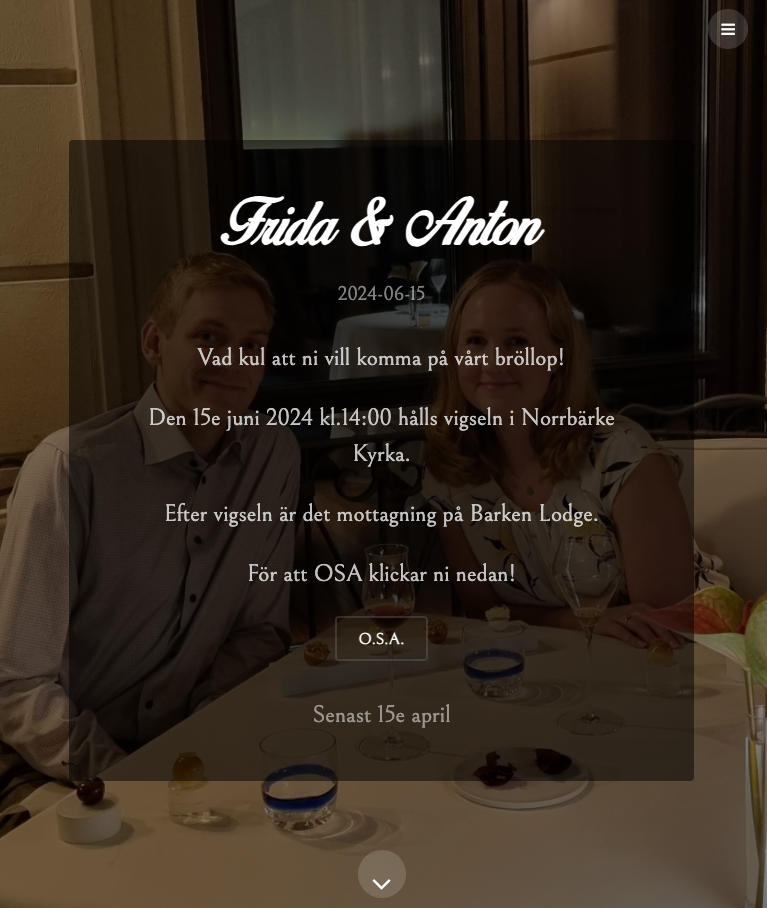 Frida & Anton
2024-06-15
Vad kul att ni vill komma på vårt bröllop!
Den 15e juni 2024 kl.14:00 hålls vigseln i Norrbärke
Kyrka.
Efter vigseln är det mottagning på Barken Lodge.
För att OSA klickar ni nedan!
O.S.A.
Senast 15e april